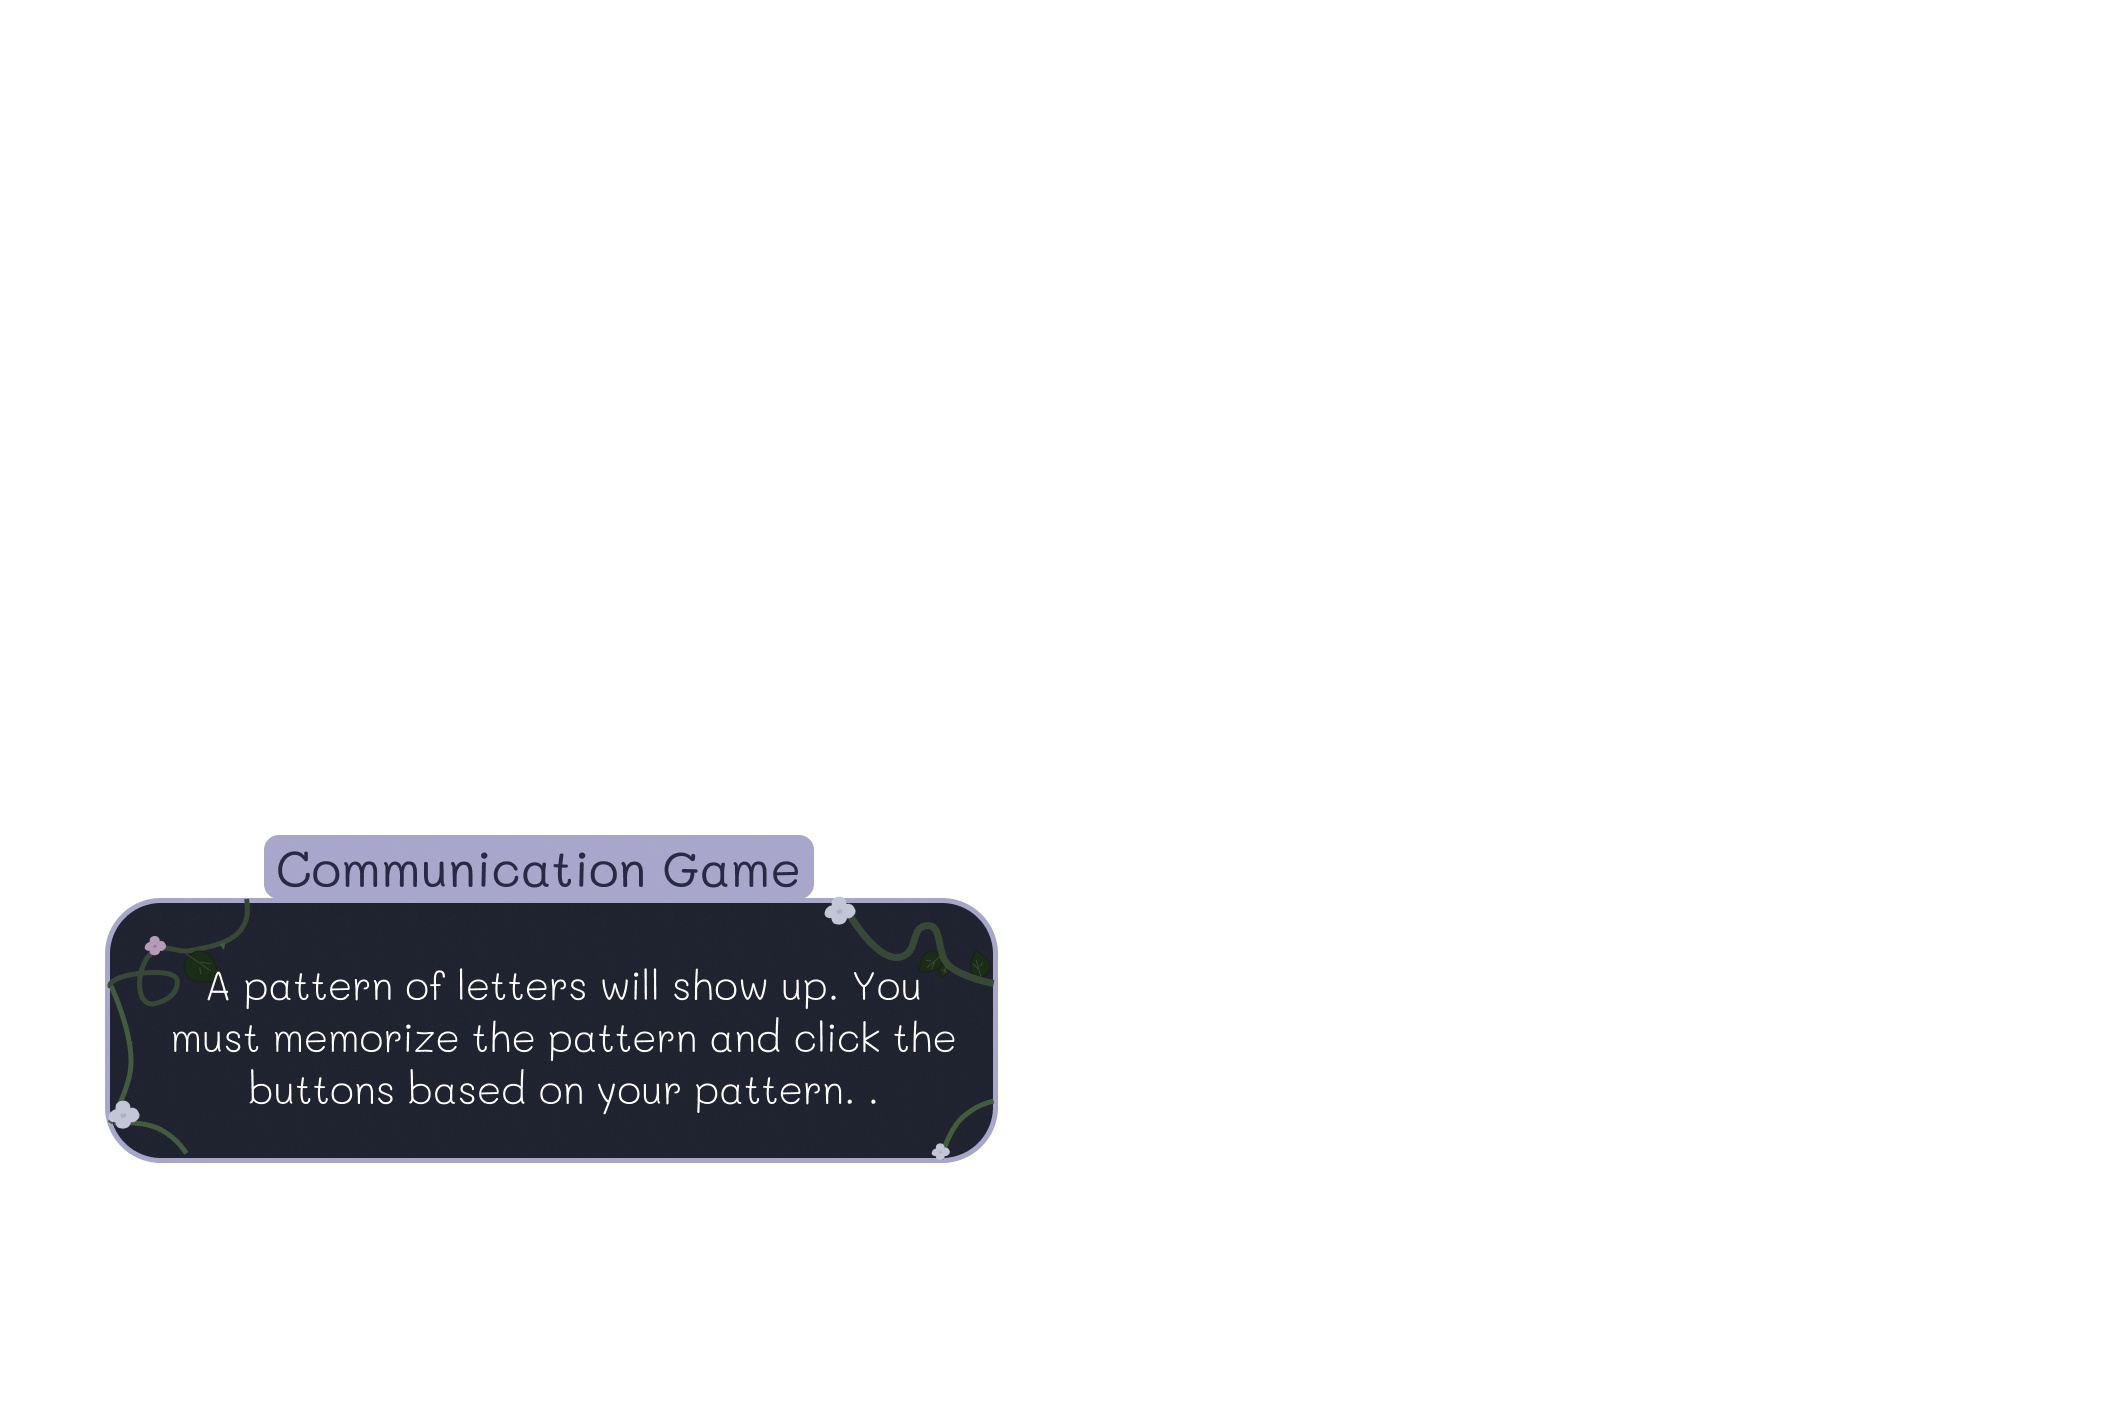 Communication Game
A pattern of letters will show up. You
must memorize the pattern and click the
buttons based on your pattern. .